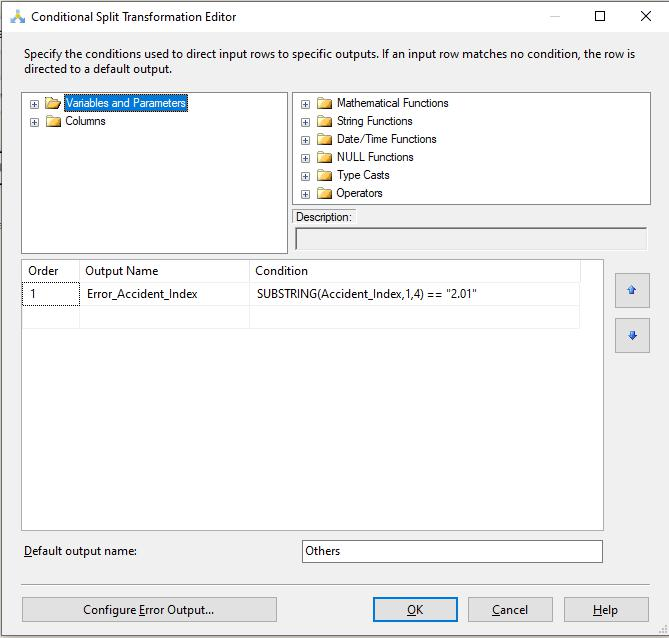 Conditional Split Transformation Editor
Specify the conditions used to direct input rows to specific outputs. If an input row matches no condition, the row is
directed to a default output.
Variables and Parameters
Columns
Mathematical Functions
String Functions
Date/Time Functions
NULL Functions
Type Casts
Operators
Description:
Order Output Name Condition
1 Error_Accident_Index SUBSTRING(Accident_Index,1,4) == "2.01"
Default output name: Others
Configure Error Output... OK Cancel Help